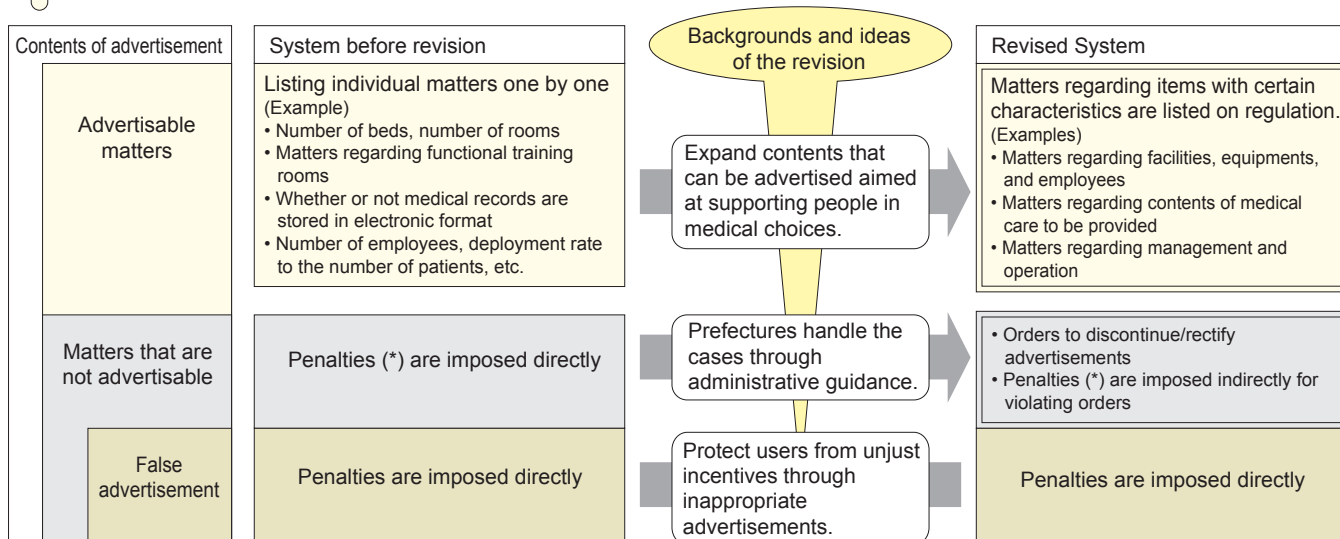 Contents of advertisement
System before revision
Backgrounds and ideas
of the revision
Revised System
Advertisable
matters
Listing individual matters one by one
(Example)
• Number of beds, number of rooms
• Matters regarding functional training
rooms
• Whether or not medical records are
stored in electronic format
• Number of employees, deployment rate
to the number of patients, etc.
Expand contents that
can be advertised aimed
at supporting people in
medical choices.
Matters regarding items with certain
characteristics are listed on regulation.
(Examples)
• Matters regarding facilities, equipments,
and employees
• Matters regarding contents of medical
care to be provided
• Matters regarding management and
operation
Matters that are
not advertisable
Penalties (*) are imposed directly
Prefectures handle the
cases through
administrative guidance.
• Orders to discontinue/rectify
advertisements
• Penalties (*) are imposed indirectly for
violating orders
False
advertisement
Penalties are imposed directly
Protect users from unjust
incentives through
inappropriate
advertisements.
Penalties are imposed directly